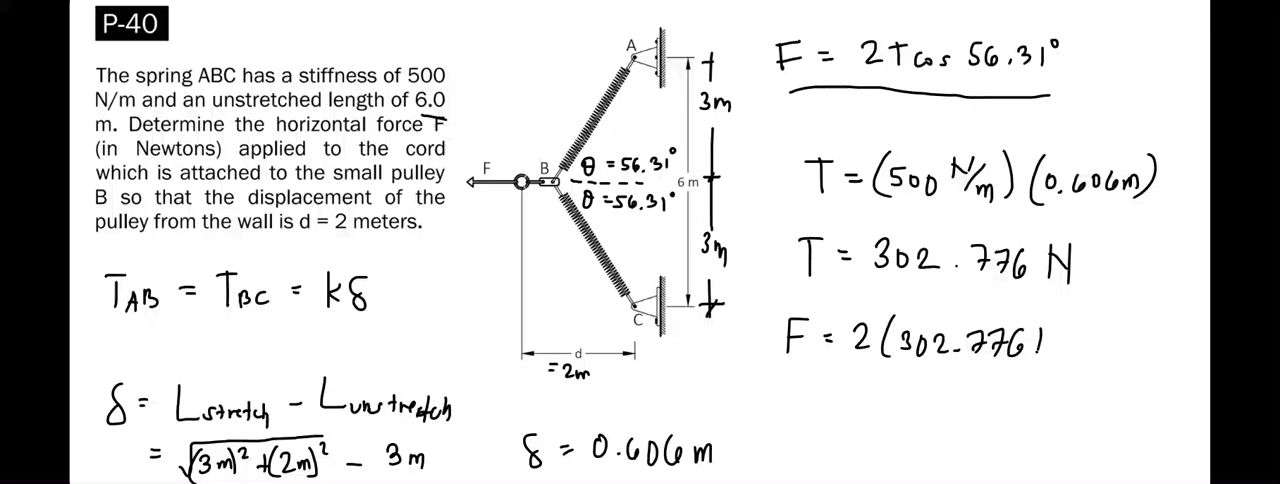 P-40
The spring ABC has a stiffness of 500
N/m and an unstretched length of 6.0
m. Determine the horizontal force F
(in Newtons) applied to the cord
which is attached to the small pulley
B so that the displacement of the
pulley from the wall is d = 2 meters.
T_AB = T_BC = kδ
δ = L_stretch - L_unstretch
= √(3m)² + (2m)² - 3m
A
F
B
θ = 56.31°
θ = 56.31°
6 m
3m
3m
C
d
= 2m
δ = 0.606m
F = 2T cos 56.31°
T = (500 N/m) (0.606m)
T = 302.776 N
F = 2(302.776)